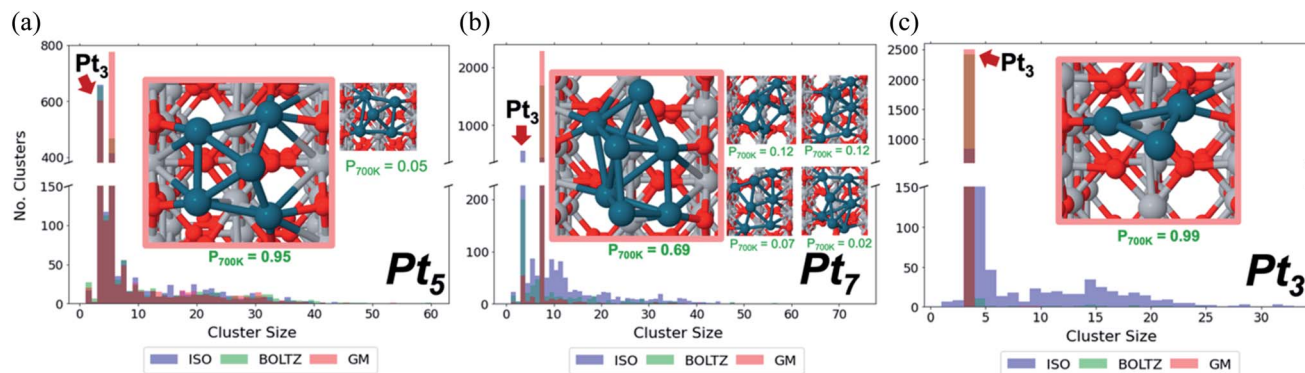 (a)
800
600
400
150
100
50
0
No. Clusters
Pt3
P700K = 0.95
P700K = 0.05
Pt5
0 10 20 30 40 50 60
Cluster Size
ISO BOLTZ GM
(b)
2000
1000
200
100
0
Pt3
P700K = 0.69
P700K = 0.12
P700K = 0.12
P700K = 0.07
P700K = 0.02
Pt7
0 10 20 30 40 50 60 70
Cluster Size
ISO BOLTZ GM
(c)
2500
2000
1500
1000
150
100
50
0
Pt3
P700K = 0.99
Pt3
0 5 10 15 20 25 30
Cluster Size
ISO BOLTZ GM